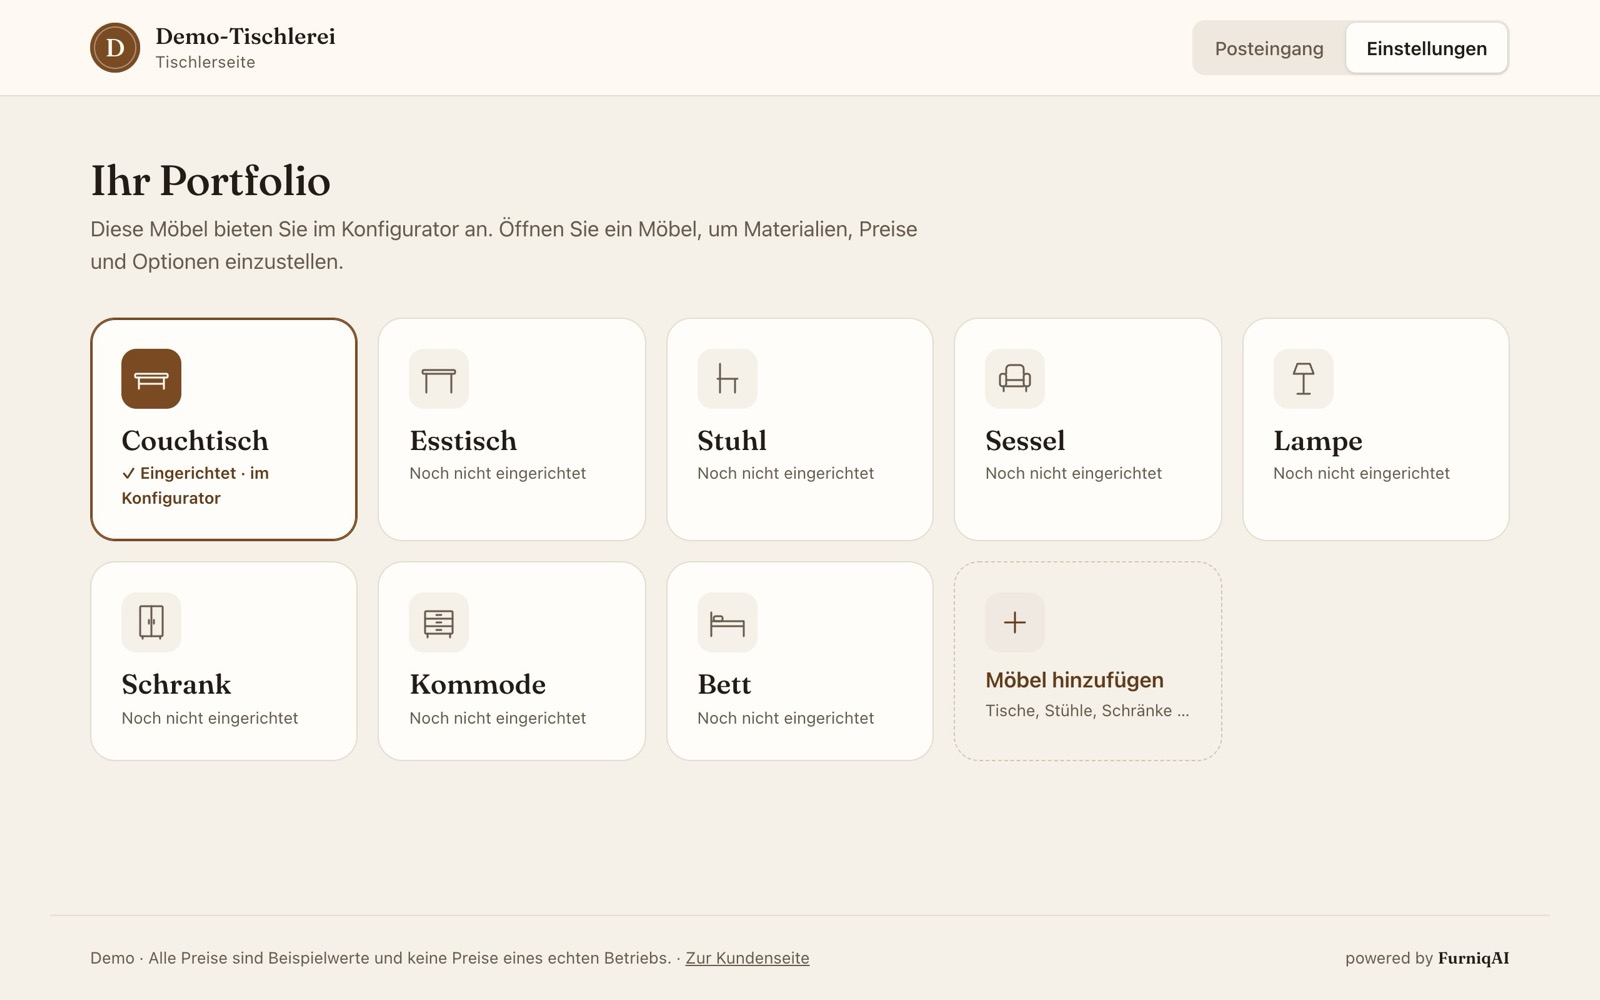 D
Demo-Tischlerei
Tischlerseite
Posteingang
Einstellungen
Ihr Portfolio
Diese Möbel bieten Sie im Konfigurator an. Öffnen Sie ein Möbel, um Materialien, Preise
und Optionen einzustellen.
Couchtisch
✓ Eingerichtet · im
Konfigurator
Esstisch
Noch nicht eingerichtet
Stuhl
Noch nicht eingerichtet
Sessel
Noch nicht eingerichtet
Lampe
Noch nicht eingerichtet
Schrank
Noch nicht eingerichtet
Kommode
Noch nicht eingerichtet
Bett
Noch nicht eingerichtet
Möbel hinzufügen
Tische, Stühle, Schränke ...
Demo · Alle Preise sind Beispielwerte und keine Preise eines echten Betriebs. · Zur Kundenseite
powered by FurniqAI